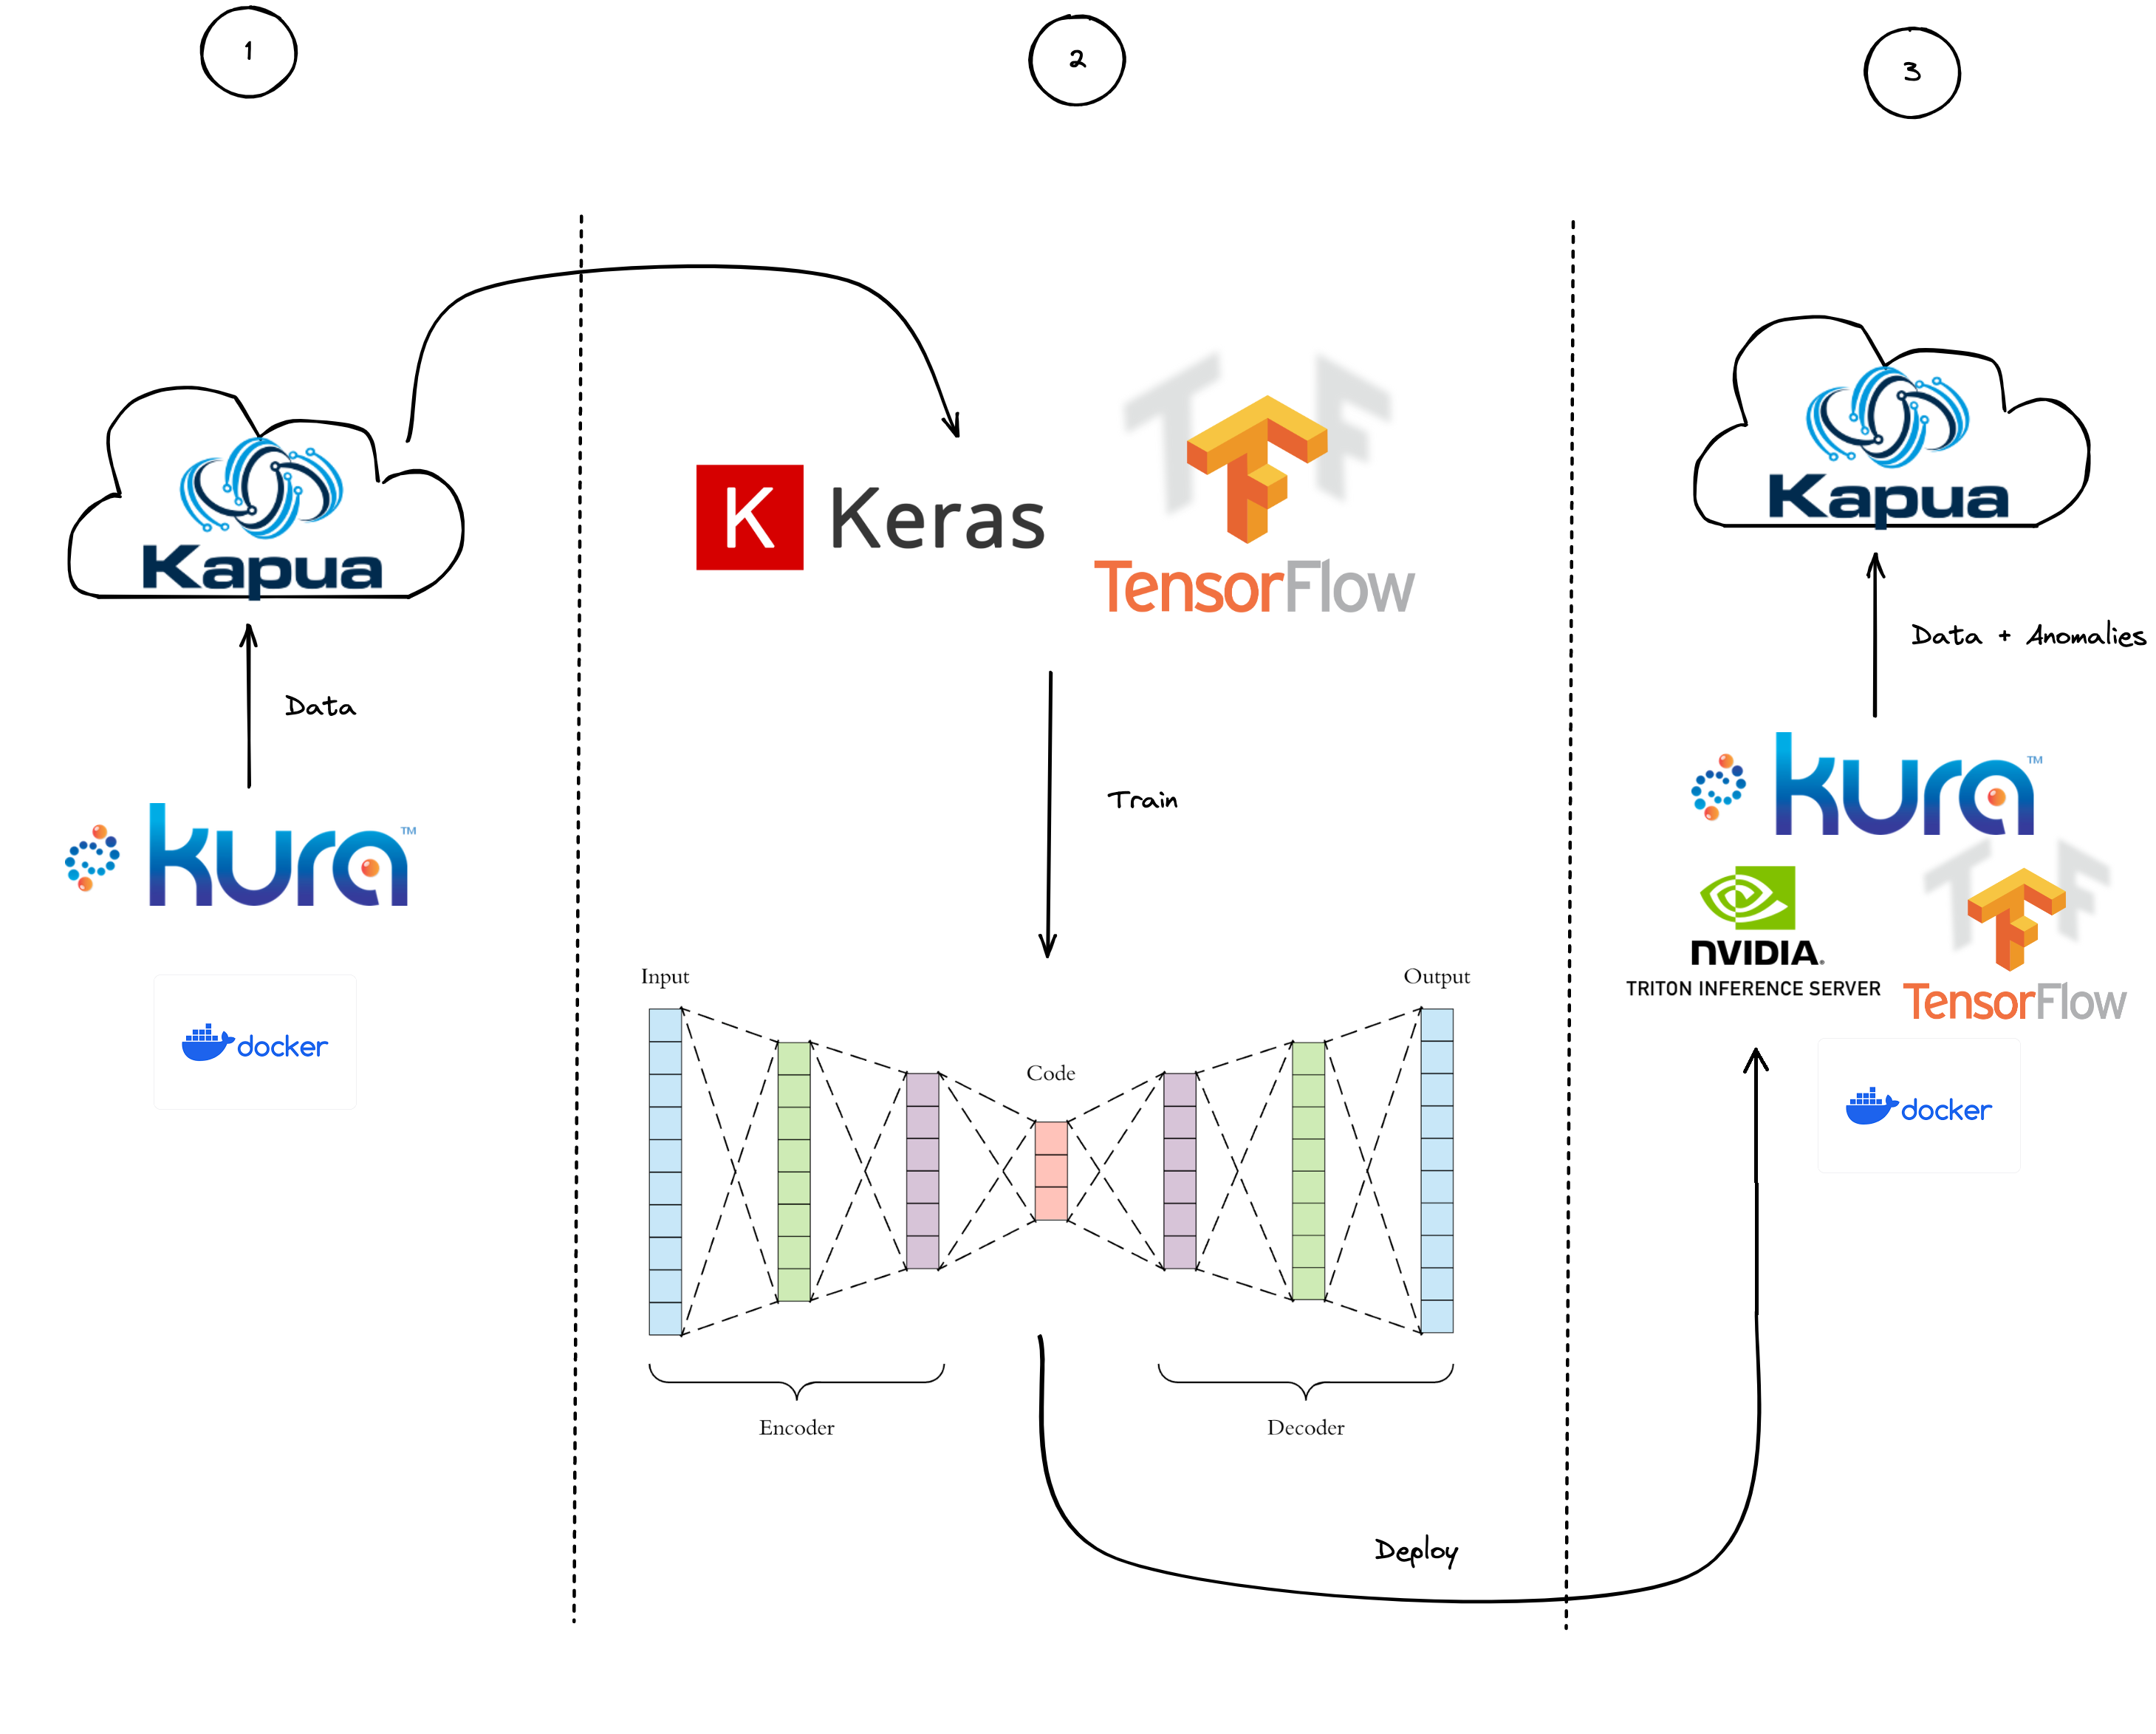 1
2
3
Kapua
Data
kura™
docker
K Keras
TensorFlow
Train
Input
Output
Code
Encoder
Decoder
Deploy
Kapua
Data + Anomalies
kura™
NVIDIA®
TRITON INFERENCE SERVER
TensorFlow
docker